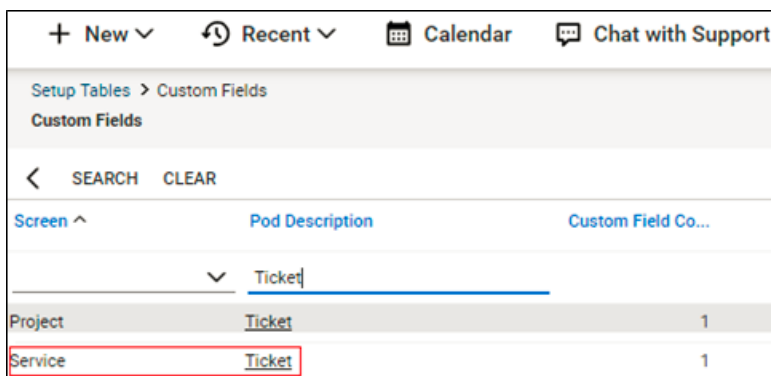 New Recent Calendar Chat with Support
Setup Tables > Custom Fields
Custom Fields
SEARCH CLEAR
Screen Pod Description Custom Field Co...
Ticket
Project Ticket 1
Service Ticket 1